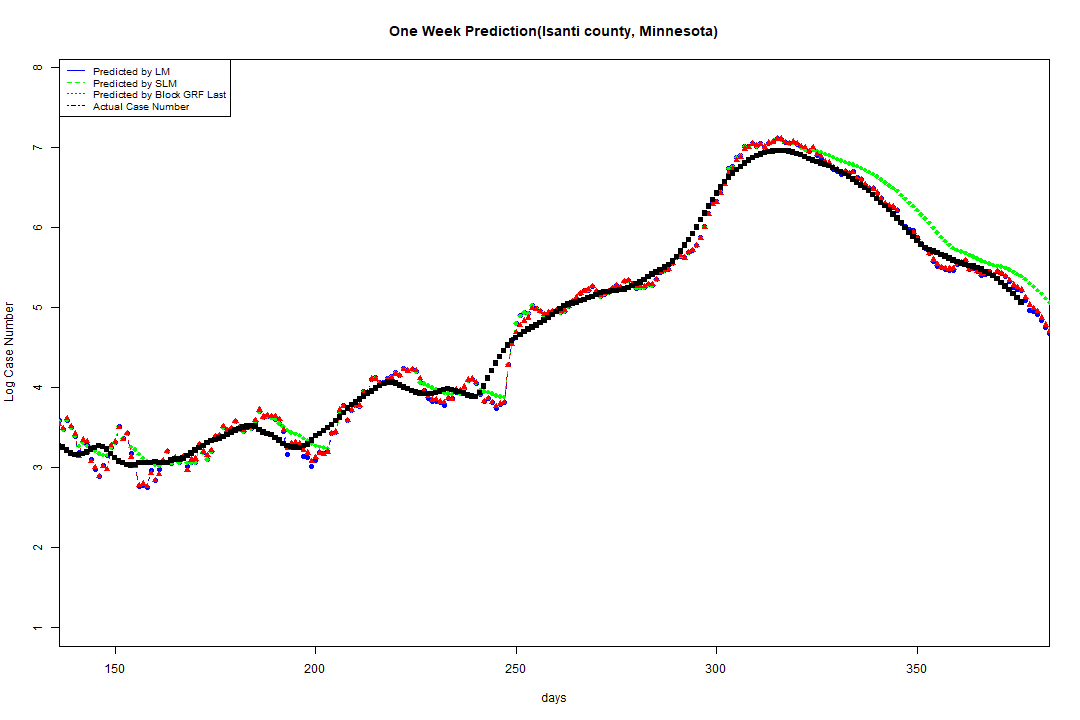 One Week Prediction(Isanti county, Minnesota)
Predicted by LM
Predicted by SLM
Predicted by Block GRF Last
Actual Case Number
8
7
6
5
4
3
2
1
Log Case Number
150 200 250 300 350
days